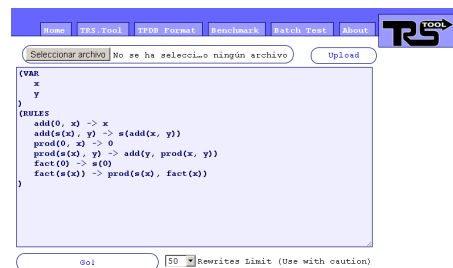 Home TRS.Tool TPDB Format Benchmark Batch Test About
TRS TOOL
Seleccionar archivo No se ha selecci…o ningún archivo Upload
(VAR
x
y
)
(RULES
add(0, x) -> x
add(s(x), y) -> s(add(x, y))
prod(0, x) -> 0
prod(s(x), y) -> add(y, prod(x, y))
fact(0) -> s(0)
fact(s(x)) -> prod(s(x), fact(x))
)
Go! 50 Rewrites Limit (Use with caution)